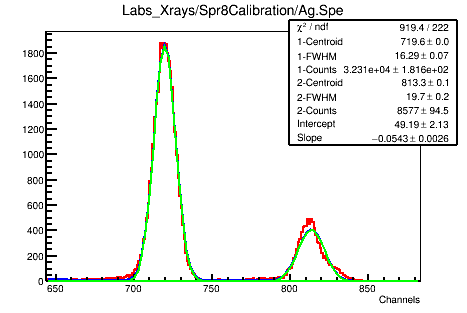 Labs_Xrays/Spr8Calibration/Ag.Spe
χ² / ndf 919.4 / 222
1-Centroid 719.6 ± 0.0
1-FWHM 16.29 ± 0.07
1-Counts 3.231e+04 ± 1.816e+02
2-Centroid 813.3 ± 0.1
2-FWHM 19.7 ± 0.2
2-Counts 8577 ± 94.5
Intercept 49.19 ± 2.13
Slope −0.0543 ± 0.0026
1800
1600
1400
1200
1000
800
600
400
200
0
650 700 750 800 850
Channels